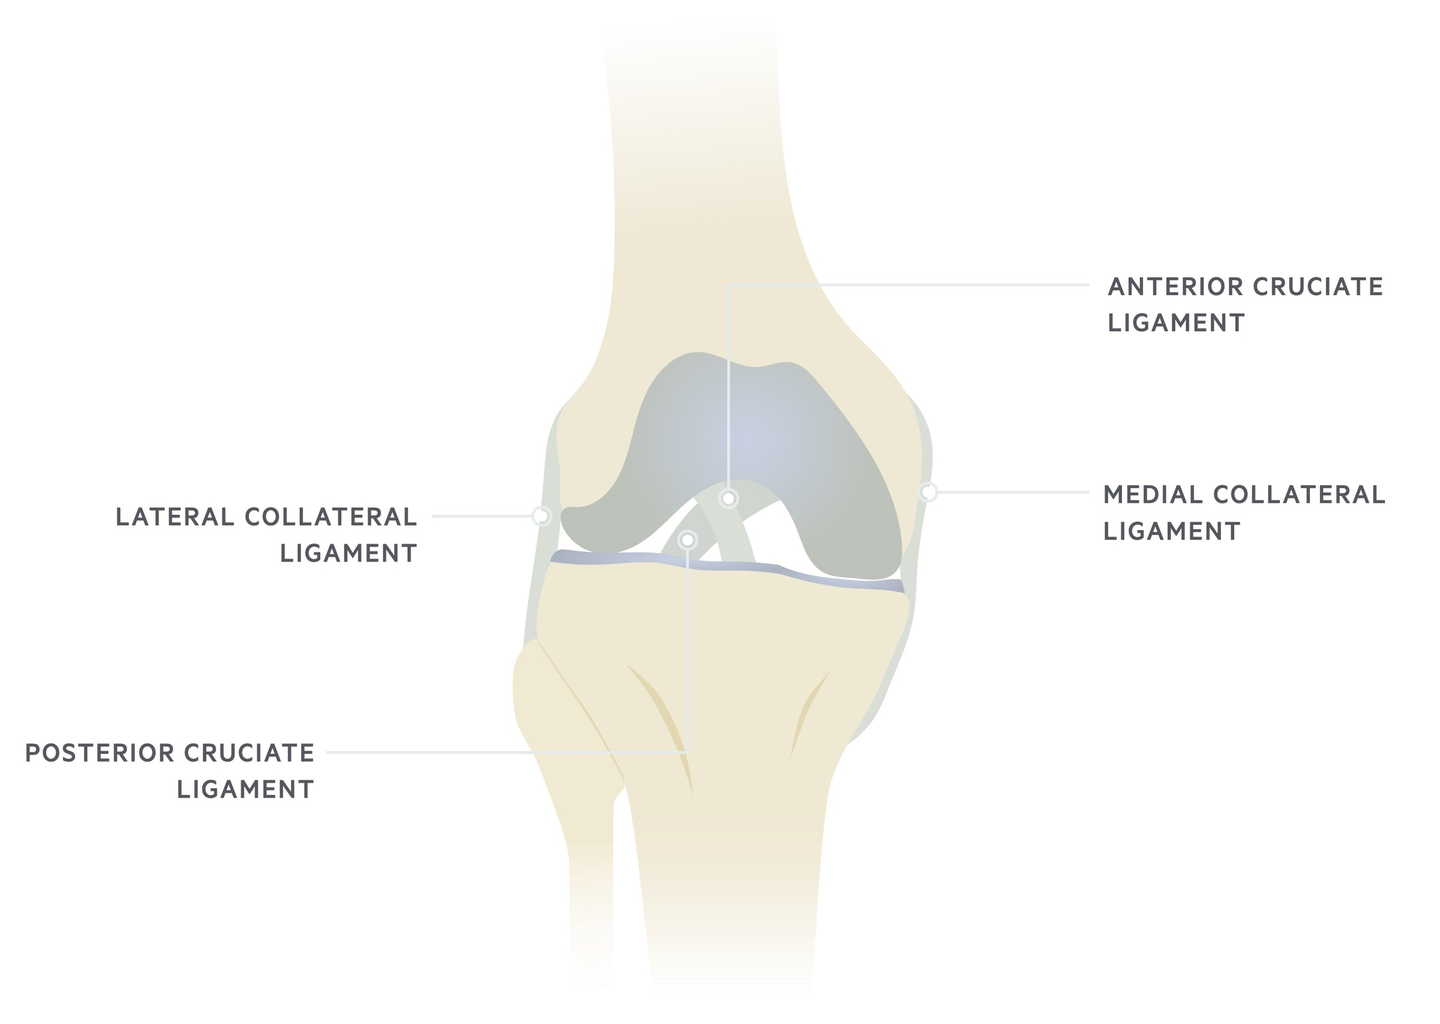 ANTERIOR CRUCIATE
LIGAMENT
MEDIAL COLLATERAL
LIGAMENT
LATERAL COLLATERAL
LIGAMENT
POSTERIOR CRUCIATE
LIGAMENT